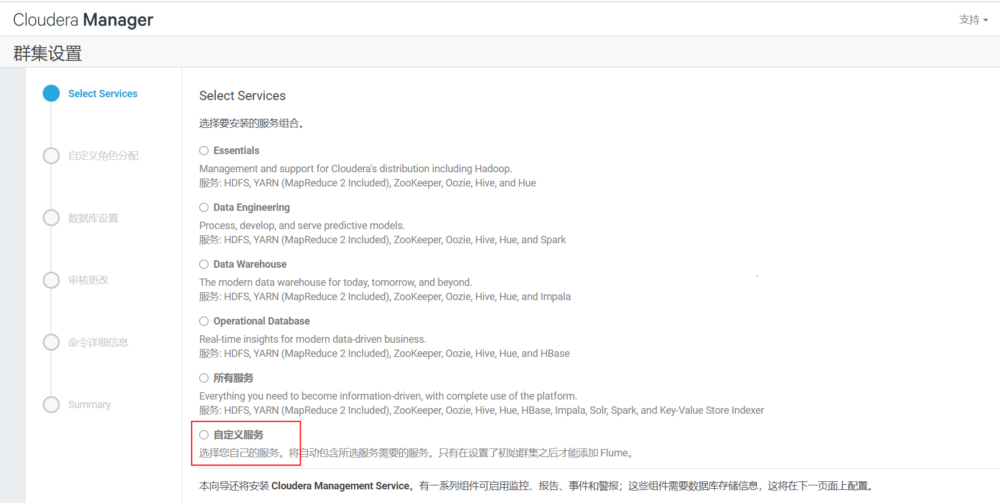 Cloudera Manager
支持
群集设置
Select Services
自定义角色分配
数据库设置
审核更改
命令详细信息
Summary
Select Services
选择要安装的服务组合。
Essentials
Management and support for Cloudera's distribution including Hadoop.
服务: HDFS, YARN (MapReduce 2 Included), ZooKeeper, Oozie, Hive, and Hue
Data Engineering
Process, develop, and serve predictive models.
服务: HDFS, YARN (MapReduce 2 Included), ZooKeeper, Oozie, Hive, Hue, and Spark
Data Warehouse
The modern data warehouse for today, tomorrow, and beyond.
服务: HDFS, YARN (MapReduce 2 Included), ZooKeeper, Oozie, Hive, Hue, and Impala
Operational Database
Real-time insights for modern data-driven business.
服务: HDFS, YARN (MapReduce 2 Included), ZooKeeper, Oozie, Hive, Hue, and HBase
所有服务
Everything you need to become information-driven, with complete use of the platform.
服务: HDFS, YARN (MapReduce 2 Included), ZooKeeper, Oozie, Hive, Hue, HBase, Impala, Solr, Spark, and Key-Value Store Indexer
自定义服务
选择您自己的服务。将自动包含所选服务需要的服务。只有在设置了初始群集之后才能添加 Flume。
本向导还将安装 Cloudera Management Service。有一系列组件可启用监控、报告、事件和警报；这些组件需要数据库存储信息，这将在下一页面上配置。